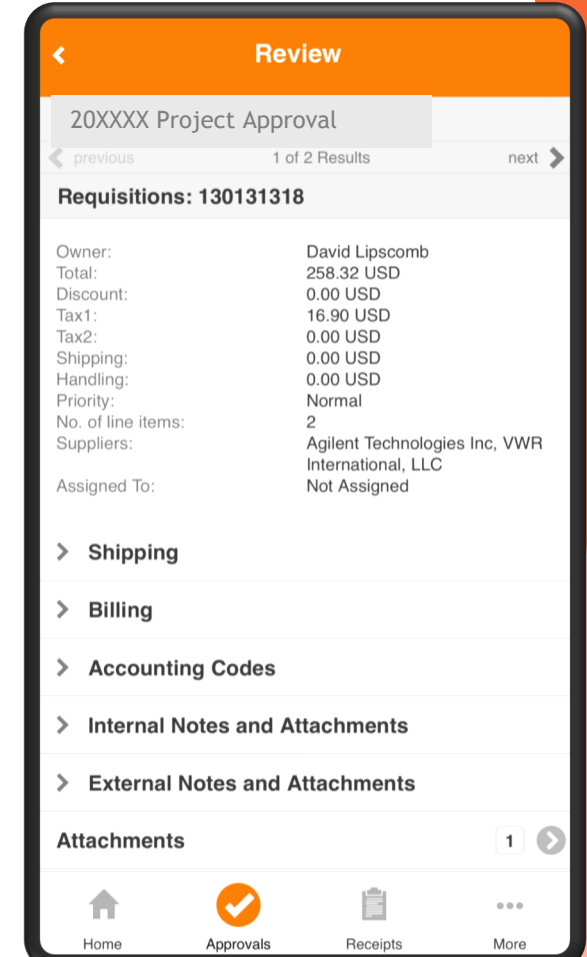 Review
20XXXX Project Approval
previous 1 of 2 Results next
Requisitions: 130131318
Owner: David Lipscomb
Total: 258.32 USD
Discount: 0.00 USD
Tax1: 16.90 USD
Tax2: 0.00 USD
Shipping: 0.00 USD
Handling: 0.00 USD
Priority: Normal
No. of line items: 2
Suppliers: Agilent Technologies Inc, VWR
International, LLC
Assigned To: Not Assigned
Shipping
Billing
Accounting Codes
Internal Notes and Attachments
External Notes and Attachments
Attachments 1
Home Approvals Receipts More